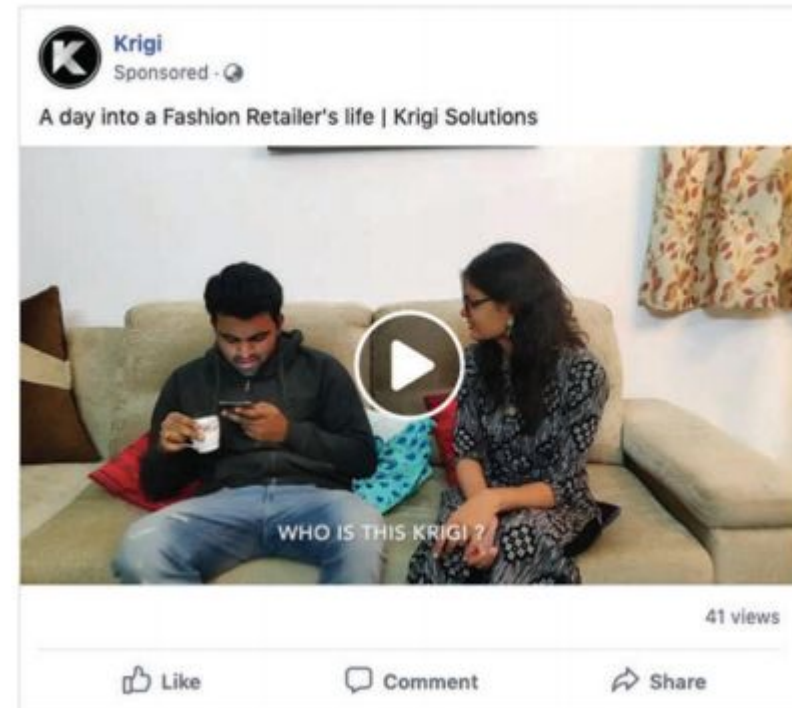 K
Krigi
Sponsored ·
A day into a Fashion Retailer's life | Krigi Solutions
WHO IS THIS KRIGI ?
41 views
Like
Comment
Share